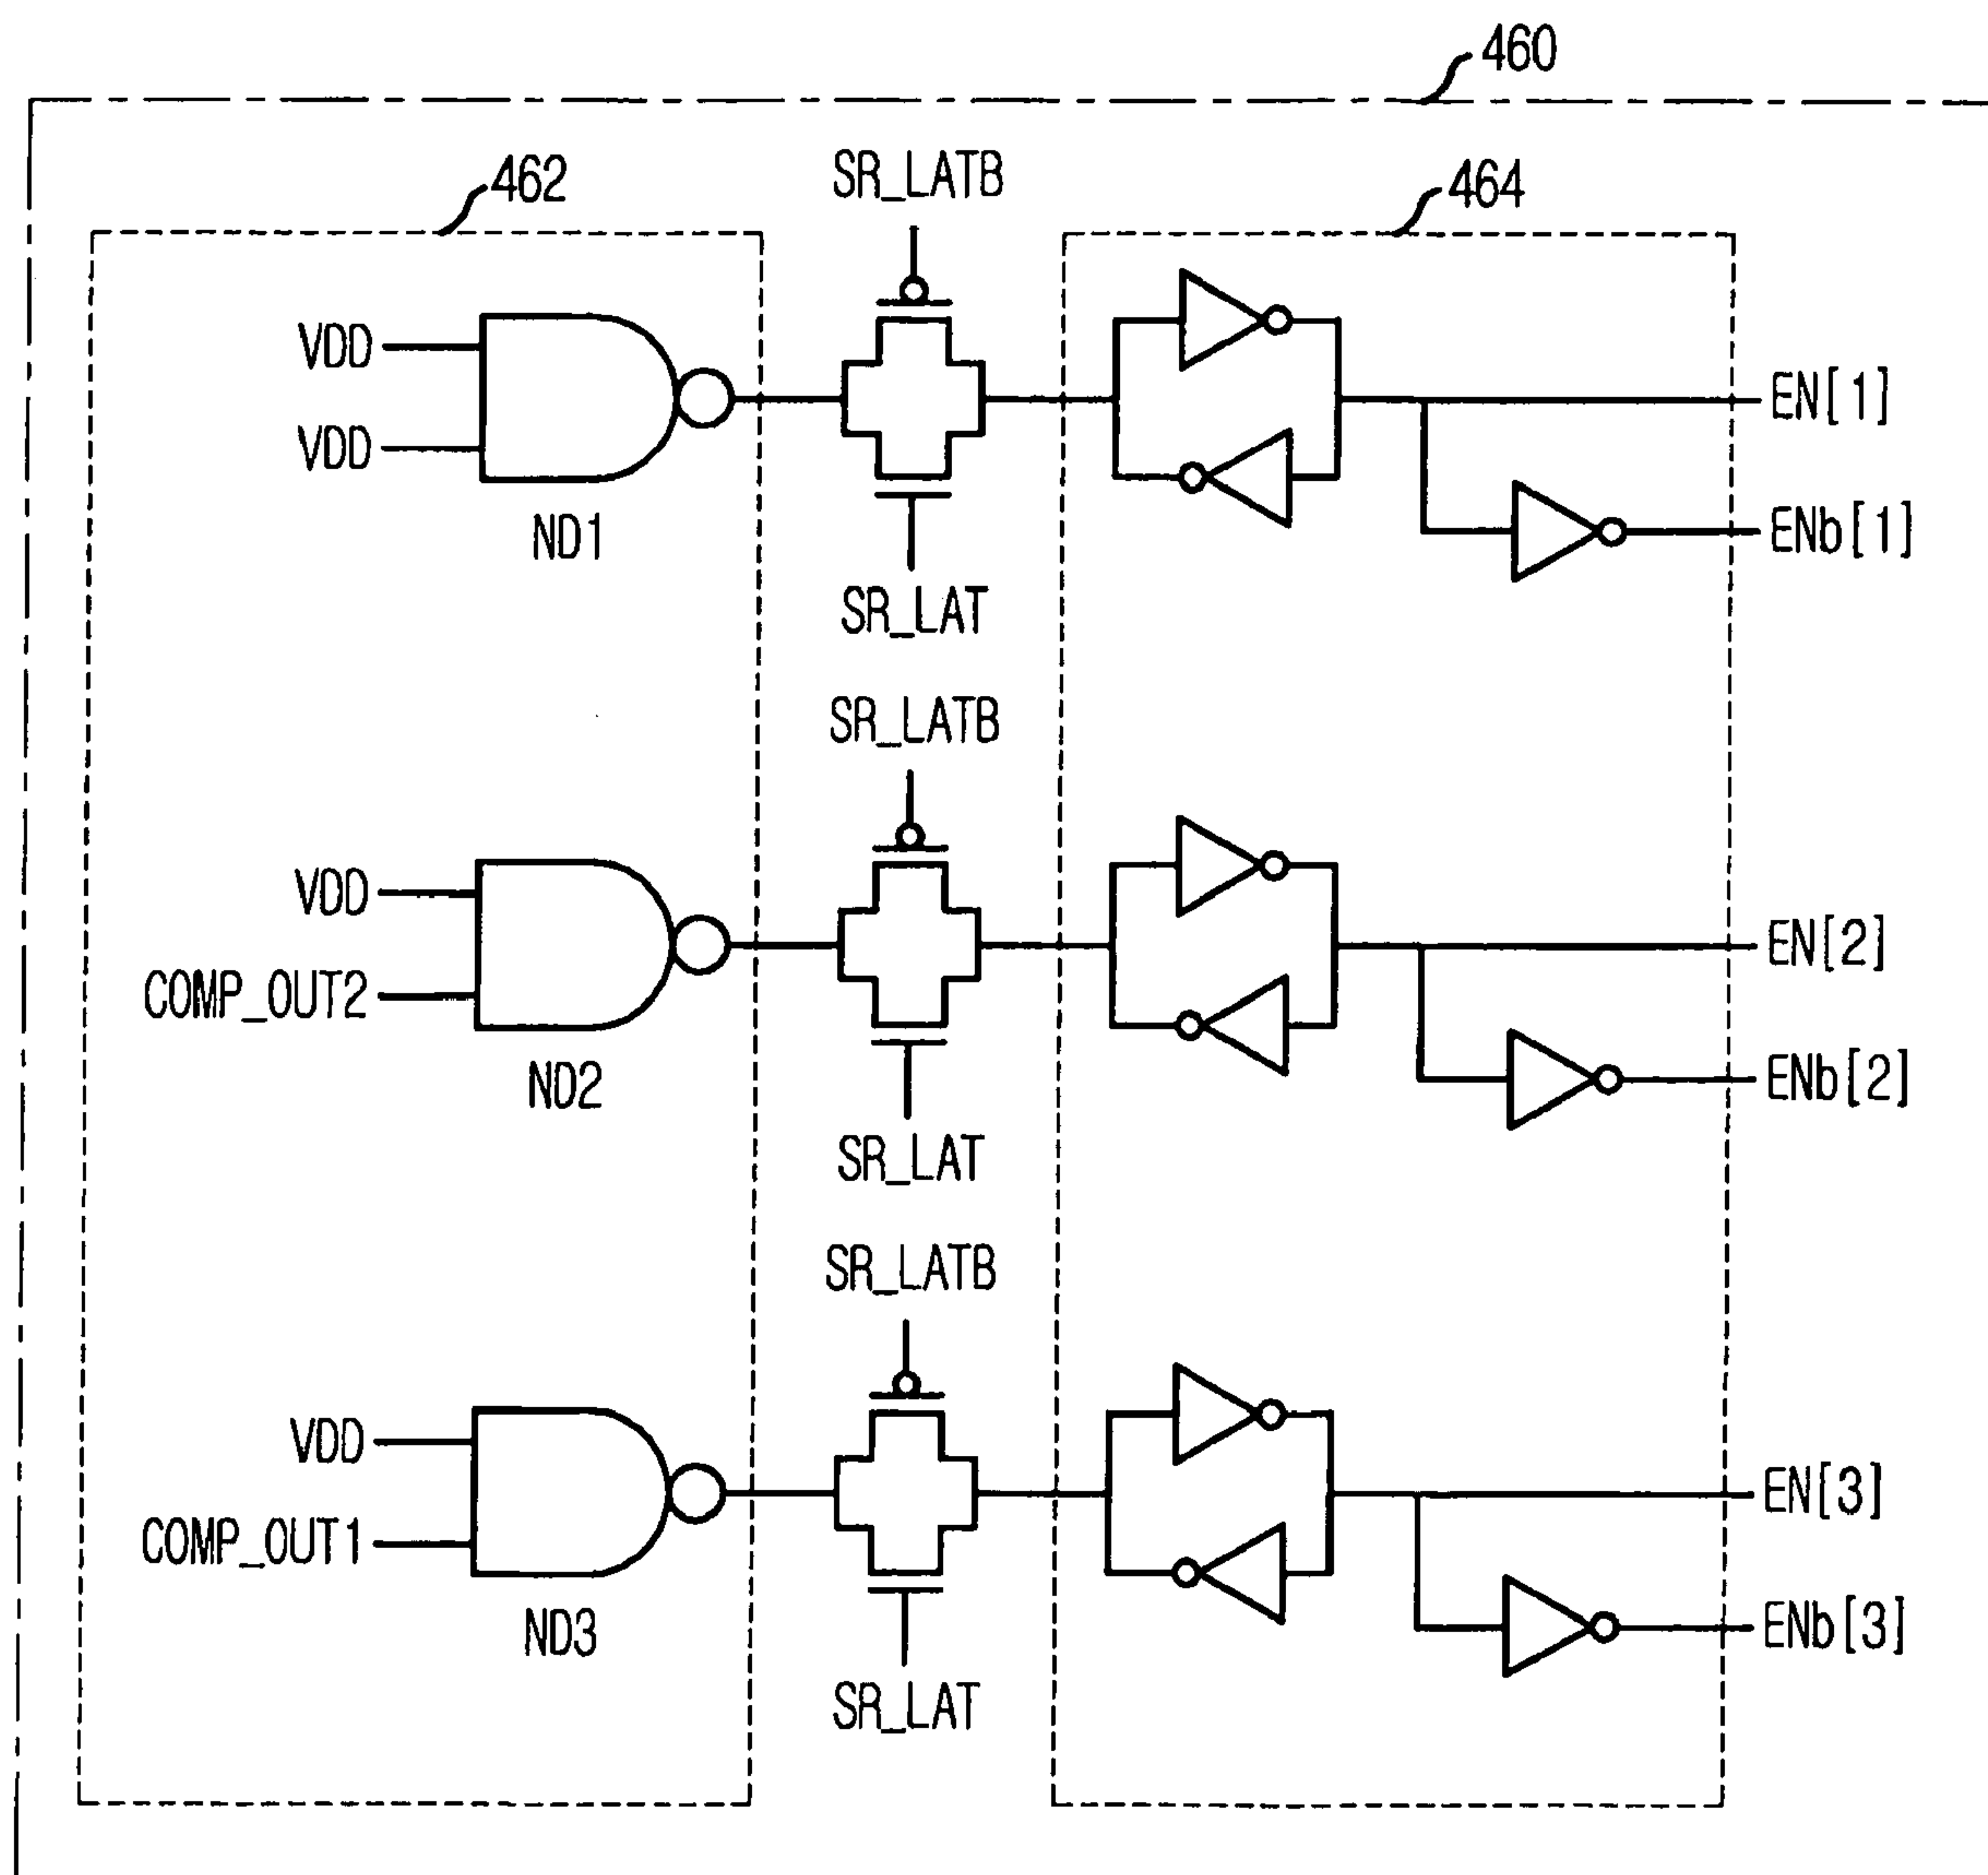 460
462
SR_LATB
464
VDD
VDD
ND1
SR_LAT
EN[1]
ENb[1]
SR_LATB
VDD
COMP_OUT2
ND2
SR_LAT
EN[2]
ENb[2]
SR_LATB
VDD
COMP_OUT1
ND3
SR_LAT
EN[3]
ENb[3]